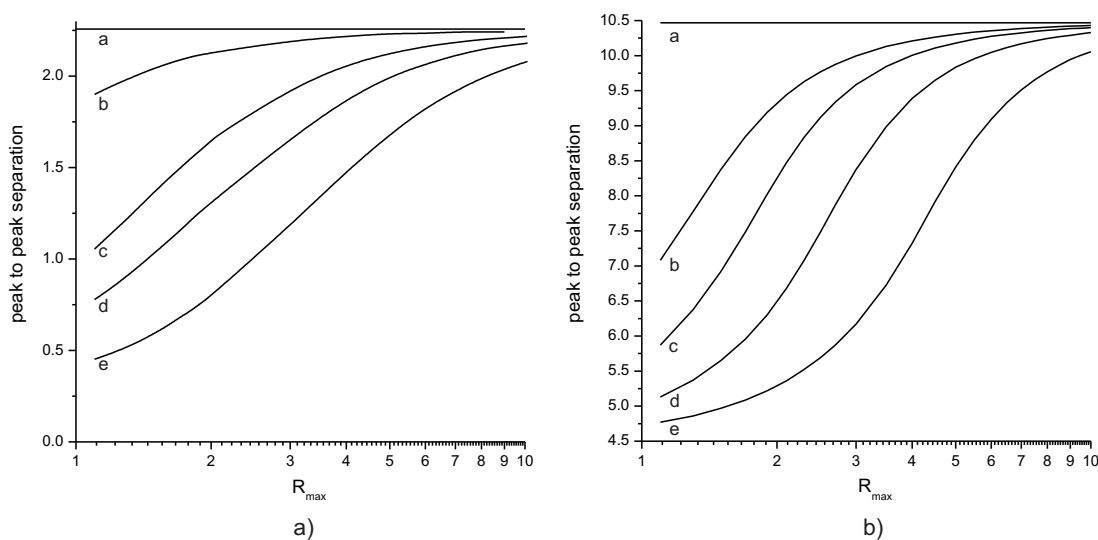 peak to peak separation
2.0
1.5
1.0
0.5
0.0
a
b
c
d
e
1 2 3 4 5 6 7 8 9 10
R_max
a)
peak to peak separation
10.5
10.0
9.5
9.0
8.5
8.0
7.5
7.0
6.5
6.0
5.5
5.0
4.5
a
b
c
d
e
1 2 3 4 5 6 7 8 9 10
R_max
b)